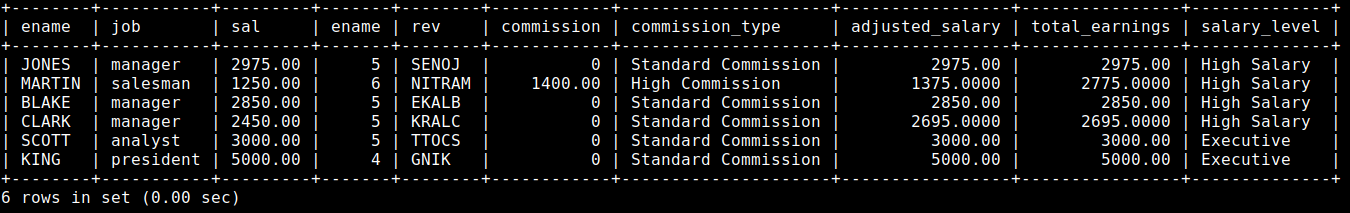 +--------+-----------+---------+-------+--------+------------+---------------------+-----------------+----------------+--------------+
| ename  | job       | sal     | ename | rev    | commission | commission_type     | adjusted_salary | total_earnings | salary_level |
+--------+-----------+---------+-------+--------+------------+---------------------+-----------------+----------------+--------------+
| JONES  | manager   | 2975.00 |     5 | SENOJ  |          0 | Standard Commission |         2975.00 |        2975.00 | High Salary  |
| MARTIN | salesman  | 1250.00 |     6 | NITRAM |    1400.00 | High Commission     |       1375.0000 |      2775.0000 | High Salary  |
| BLAKE  | manager   | 2850.00 |     5 | EKALB  |          0 | Standard Commission |         2850.00 |        2850.00 | High Salary  |
| CLARK  | manager   | 2450.00 |     5 | KRALC  |          0 | Standard Commission |       2695.0000 |      2695.0000 | High Salary  |
| SCOTT  | analyst   | 3000.00 |     5 | TTOCS  |          0 | Standard Commission |         3000.00 |        3000.00 | Executive    |
| KING   | president | 5000.00 |     4 | GNIK   |          0 | Standard Commission |         5000.00 |        5000.00 | Executive    |
+--------+-----------+---------+-------+--------+------------+---------------------+-----------------+----------------+--------------+
6 rows in set (0.00 sec)